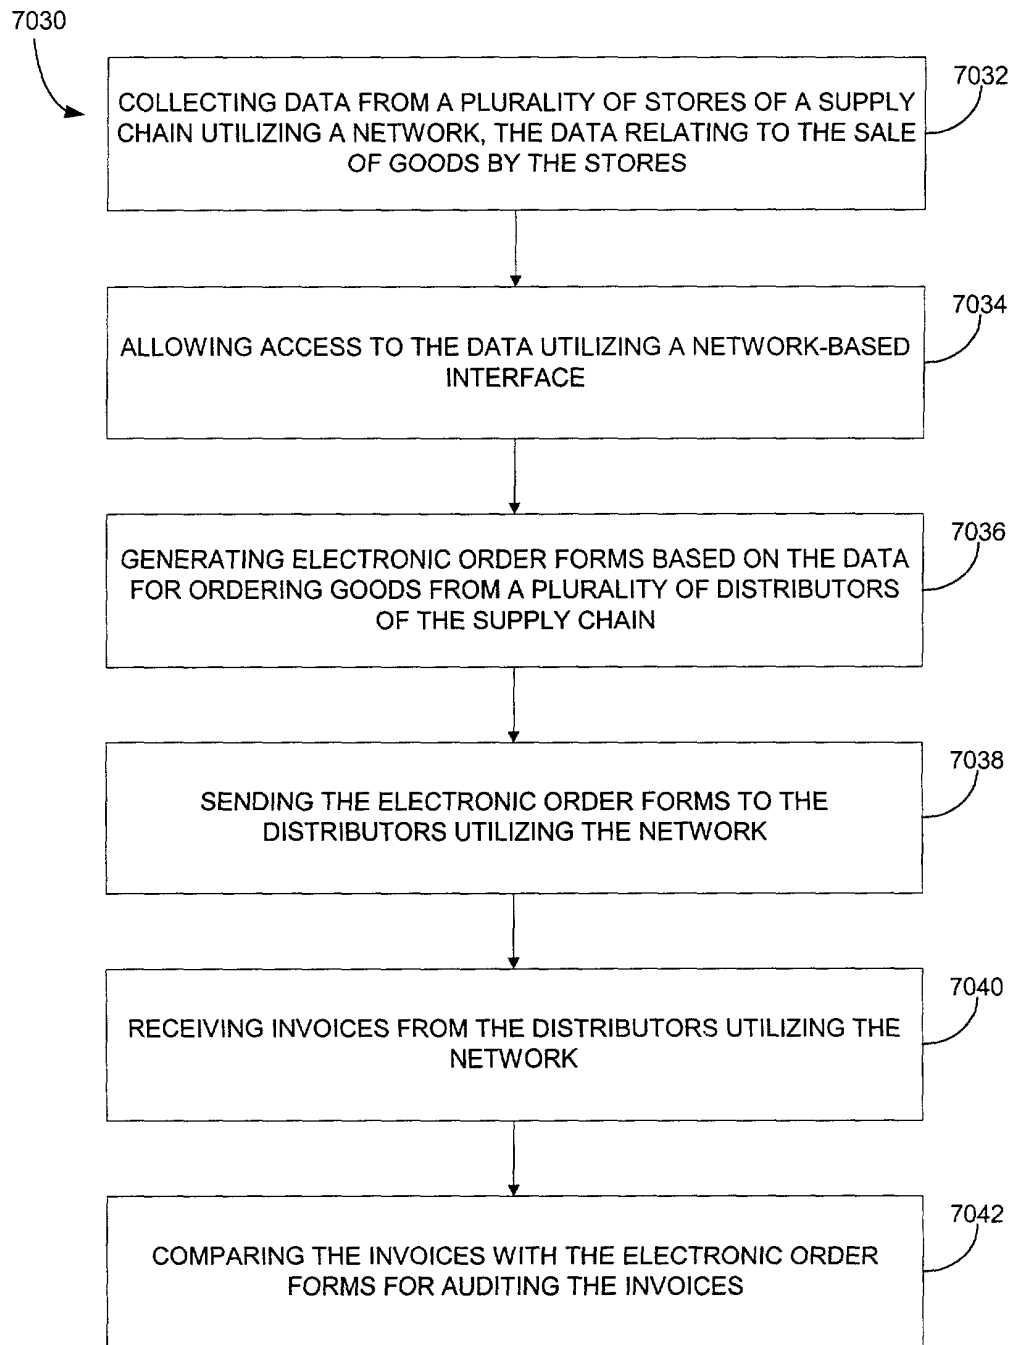 7030
7032
COLLECTING DATA FROM A PLURALITY OF STORES OF A SUPPLY
CHAIN UTILIZING A NETWORK, THE DATA RELATING TO THE SALE
OF GOODS BY THE STORES
7034
ALLOWING ACCESS TO THE DATA UTILIZING A NETWORK-BASED
INTERFACE
7036
GENERATING ELECTRONIC ORDER FORMS BASED ON THE DATA
FOR ORDERING GOODS FROM A PLURALITY OF DISTRIBUTORS
OF THE SUPPLY CHAIN
7038
SENDING THE ELECTRONIC ORDER FORMS TO THE
DISTRIBUTORS UTILIZING THE NETWORK
7040
RECEIVING INVOICES FROM THE DISTRIBUTORS UTILIZING THE
NETWORK
7042
COMPARING THE INVOICES WITH THE ELECTRONIC ORDER
FORMS FOR AUDITING THE INVOICES